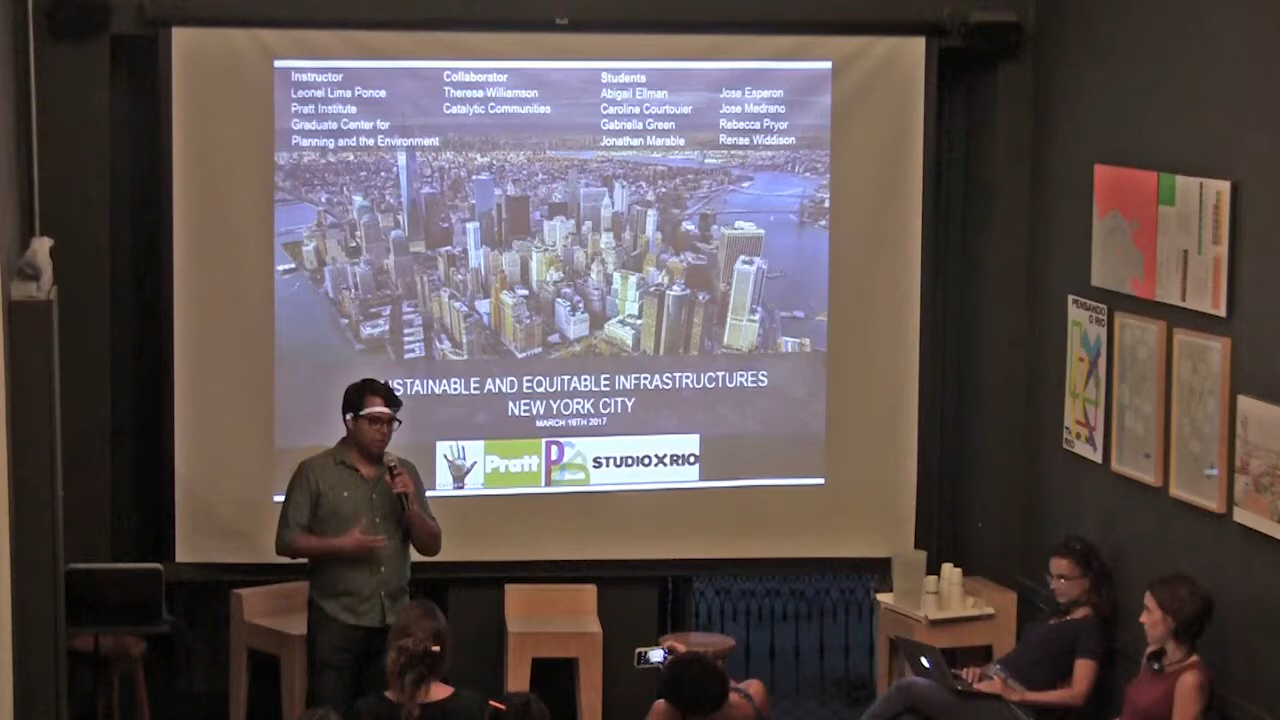 Instructor
Leonel Lima Ponce
Pratt Institute
Graduate Center for
Planning and the Environment
Collaborator
Theresa Williamson
Catalytic Communities
Students
Abigail Ellman
Caroline Courtouier
Gabriella Green
Jonathan Marable
Jose Esperon
Jose Medrano
Rebecca Pryor
Renae Widdison
USTAINABLE AND EQUITABLE INFRASTRUCTURES
NEW YORK CITY
MARCH 16TH 2017
Pratt
STUDIO X RIO
PENSANDO
O RIO
RIO